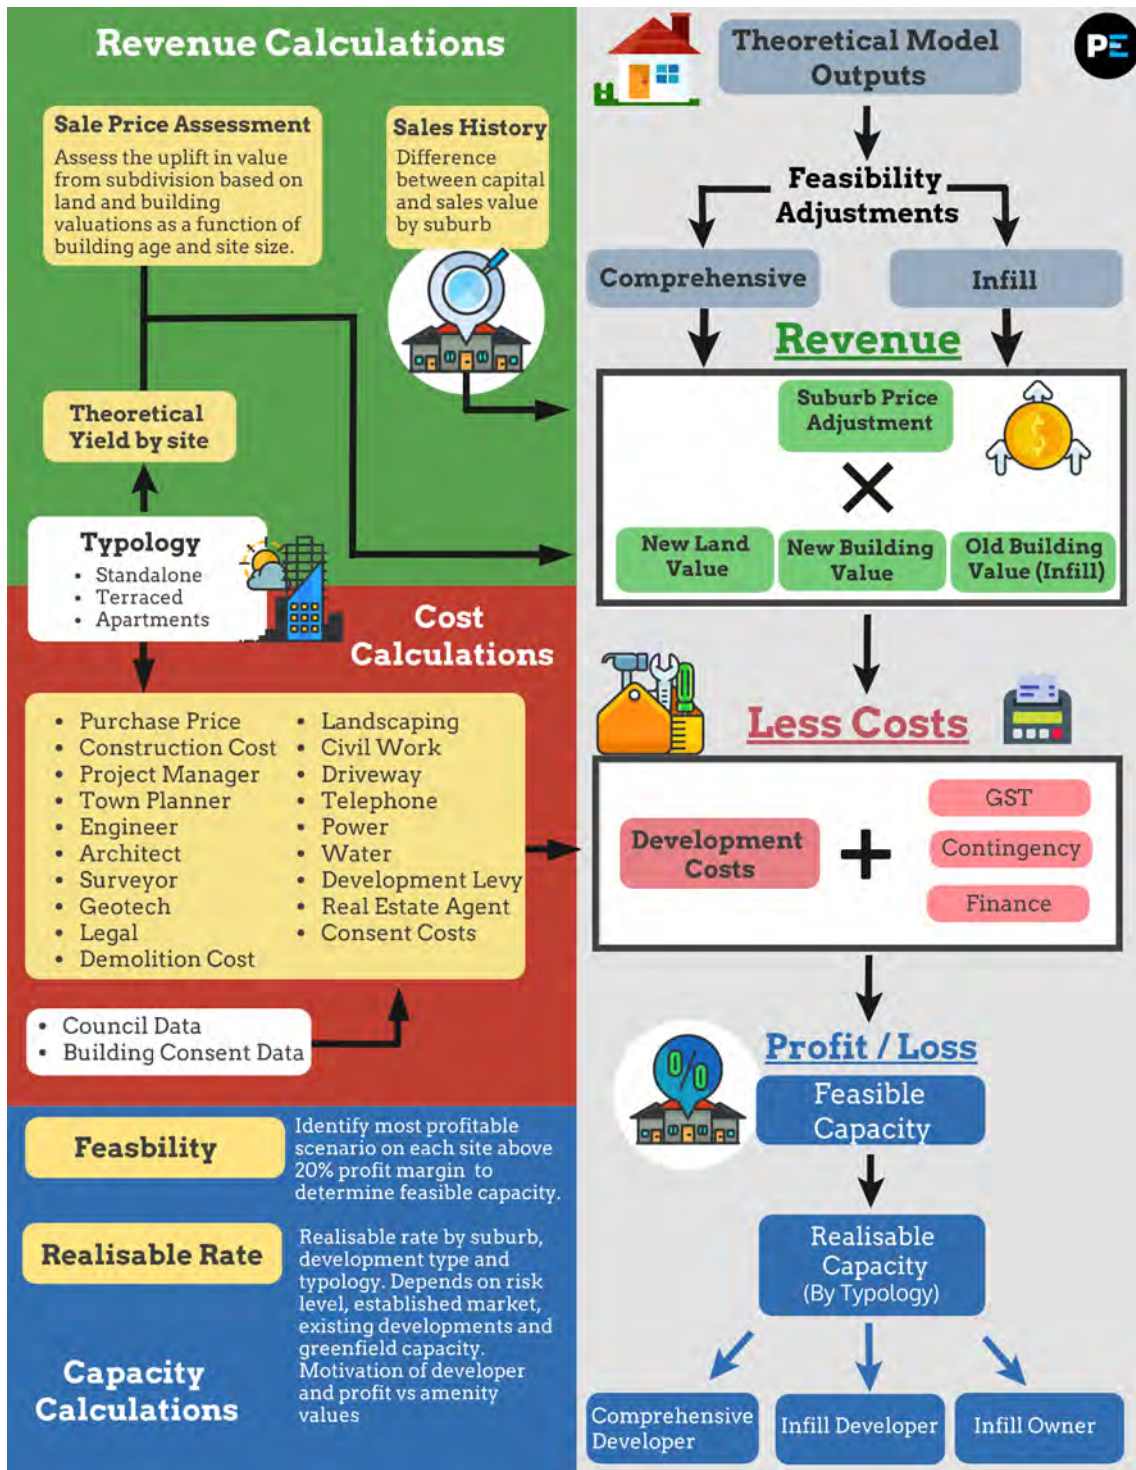 Revenue Calculations
Sale Price Assessment
Assess the uplift in value
from subdivision based on
land and building
valuations as a function of
building age and site size.
Sales History
Difference
between capital
and sales value
by suburb
Theoretical
Yield by site
Typology
• Standalone
• Terraced
• Apartments
Cost
Calculations
• Purchase Price
• Construction Cost
• Project Manager
• Town Planner
• Engineer
• Architect
• Surveyor
• Geotech
• Legal
• Demolition Cost
• Landscaping
• Civil Work
• Driveway
• Telephone
• Power
• Water
• Development Levy
• Real Estate Agent
• Consent Costs
• Council Data
• Building Consent Data
Feasbility
Identify most profitable
scenario on each site above
20% profit margin to
determine feasible capacity.
Realisable Rate
Realisable rate by suburb,
development type and
typology. Depends on risk
level, established market,
existing developments and
greenfield capacity.
Motivation of developer
and profit vs amenity
values
Capacity
Calculations
Theoretical Model
Outputs
PE
Feasibility
Adjustments
Comprehensive
Infill
Revenue
Suburb Price
Adjustment
$
×
New Land
Value
New Building
Value
Old Building
Value (Infill)
Less Costs
Development
Costs
+
GST
Contingency
Finance
Profit / Loss
0/0
Feasible
Capacity
Realisable
Capacity
(By Typology)
Comprehensive
Developer
Infill Developer
Infill Owner